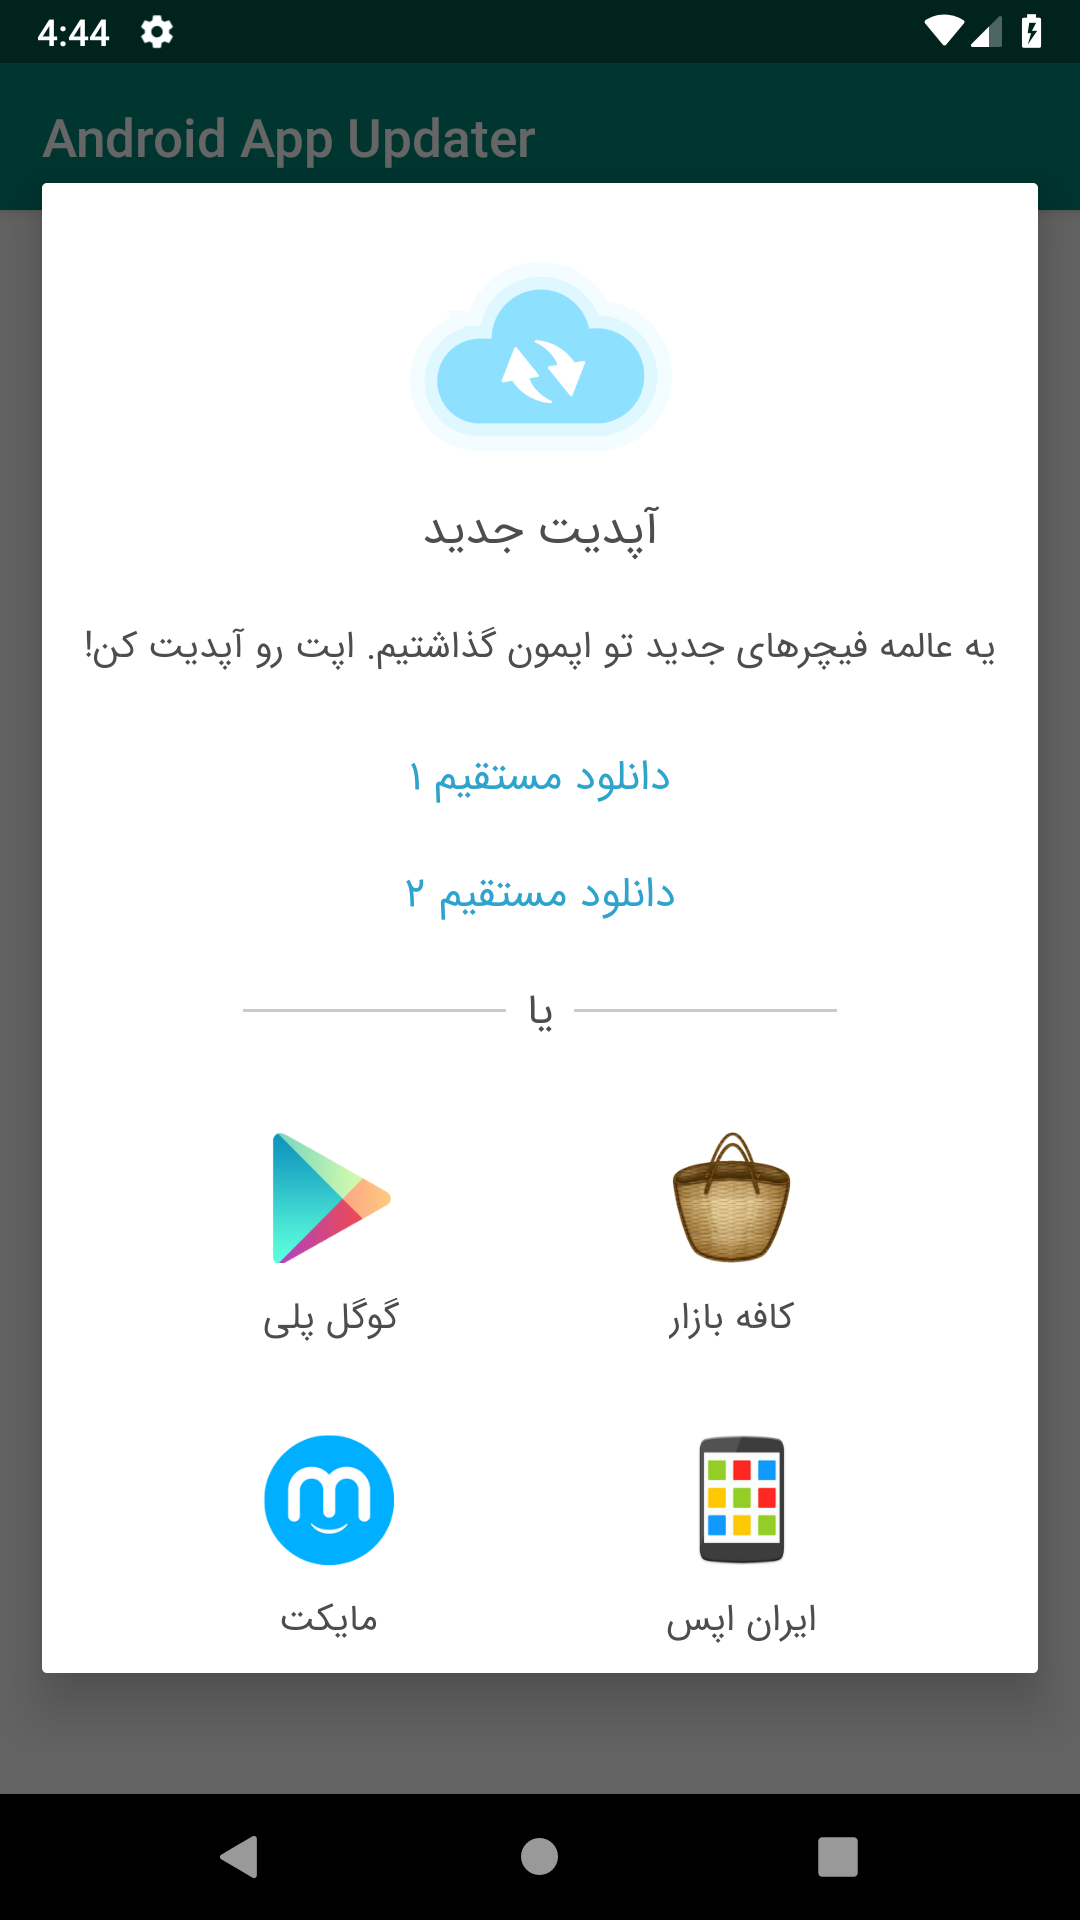 4:44
Android App Updater
آپدیت جدید
یه عالمه فیچرهای جدید تو اپمون گذاشتیم. اپت رو آپدیت کن!
دانلود مستقیم ۱
دانلود مستقیم ۲
یا
کافه بازار
گوگل پلی
ایران اپس
مایکت